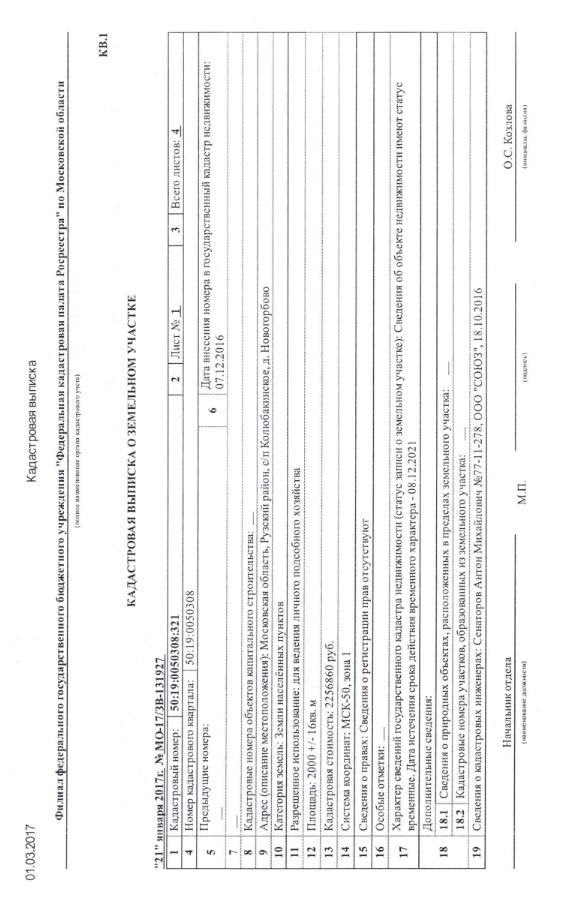 01.03.2017
Кадастровая выписка
Филиал федерального государственного бюджетного учреждения "Федеральная кадастровая палата Росреестра" по Московской области
(полное наименование органа кадастрового учета)
КВ.1
КАДАСТРОВАЯ ВЫПИСКА О ЗЕМЕЛЬНОМ УЧАСТКЕ
"21" января 2017г. № МО-17/ЗВ-131927
1 Кадастровый номер: 50:19:0050308:321 2 Лист № 1 3 Всего листов: 4
4 Номер кадастрового квартала: 50:19:0050308
5 Предыдущие номера: 6 Дата внесения номера в государственный кадастр недвижимости:
07.12.2016
7
8 Кадастровые номера объектов капитального строительства:
9 Адрес (описание местоположения): Московская область, Рузский район, с/п Колюбакинское, д. Новогорбово
10 Категория земель: Земли населённых пунктов
11 Разрешенное использование: для ведения личного подсобного хозяйства
12 Площадь: 2000 +/- 16кв. м
13 Кадастровая стоимость: 2256860 руб.
14 Система координат: МСК-50, зона 1
15 Сведения о правах: Сведения о регистрации прав отсутствуют
16 Особые отметки:
17 Характер сведений государственного кадастра недвижимости (статус записи о земельном участке): Сведения об объекте недвижимости имеют статус
временные. Дата истечения срока действия временного характера - 08.12.2021
18 Дополнительные сведения:
18.1 Сведения о природных объектах, расположенных в пределах земельного участка:
18.2 Кадастровые номера участков, образованных из земельного участка:
19 Сведения о кадастровых инженерах: Сенаторов Антон Михайлович №77-11-278, ООО "СОЮЗ", 18.10.2016
Начальник отдела М.П. О.С. Козлова
(наименование должности) (подпись) (инициалы, фамилия)